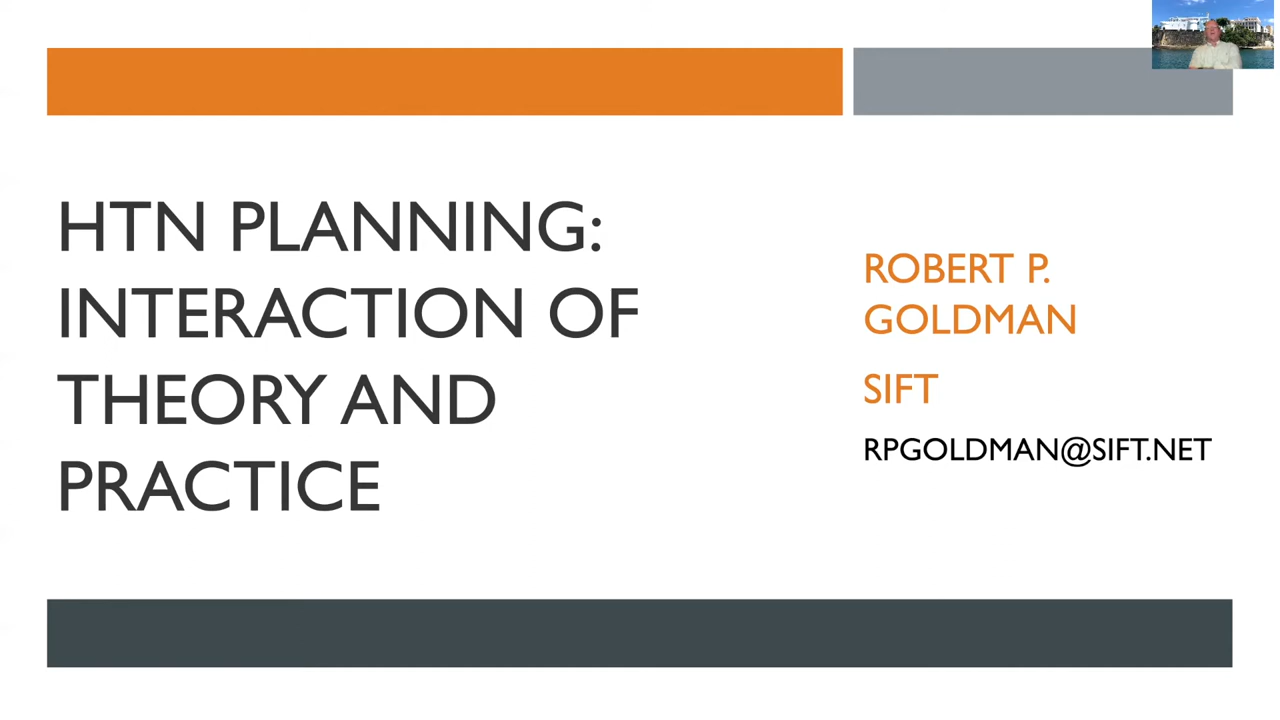 HTN PLANNING:
INTERACTION OF
THEORY AND
PRACTICE
ROBERT P.
GOLDMAN
SIFT
RPGOLDMAN@SIFT.NET